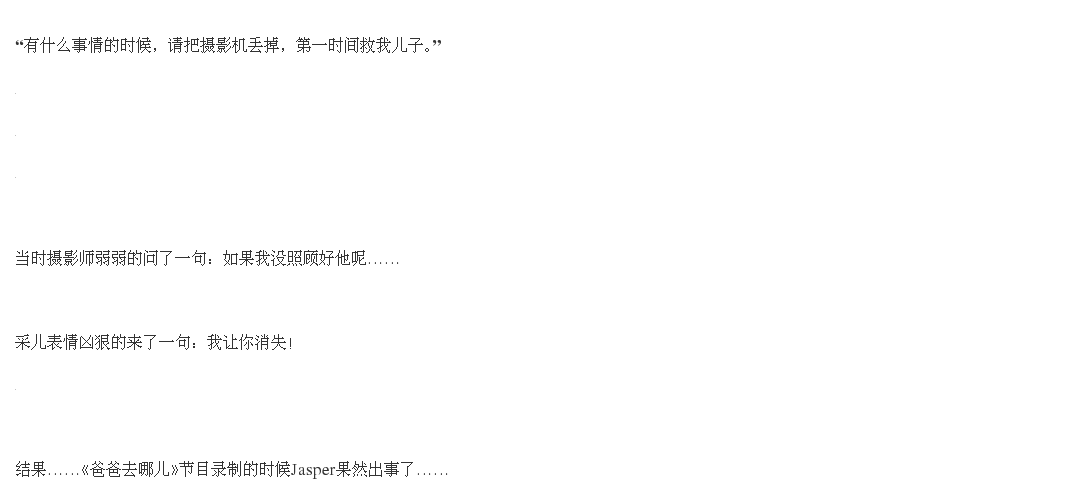 “有什么事情的时候，请把摄影机丢掉，第一时间救我儿子。”
当时摄影师弱弱的问了一句：如果我没照顾好他呢……
采儿表情凶狠的来了一句：我让你消失！
结果……《爸爸去哪儿》节目录制的时候Jasper果然出事了……